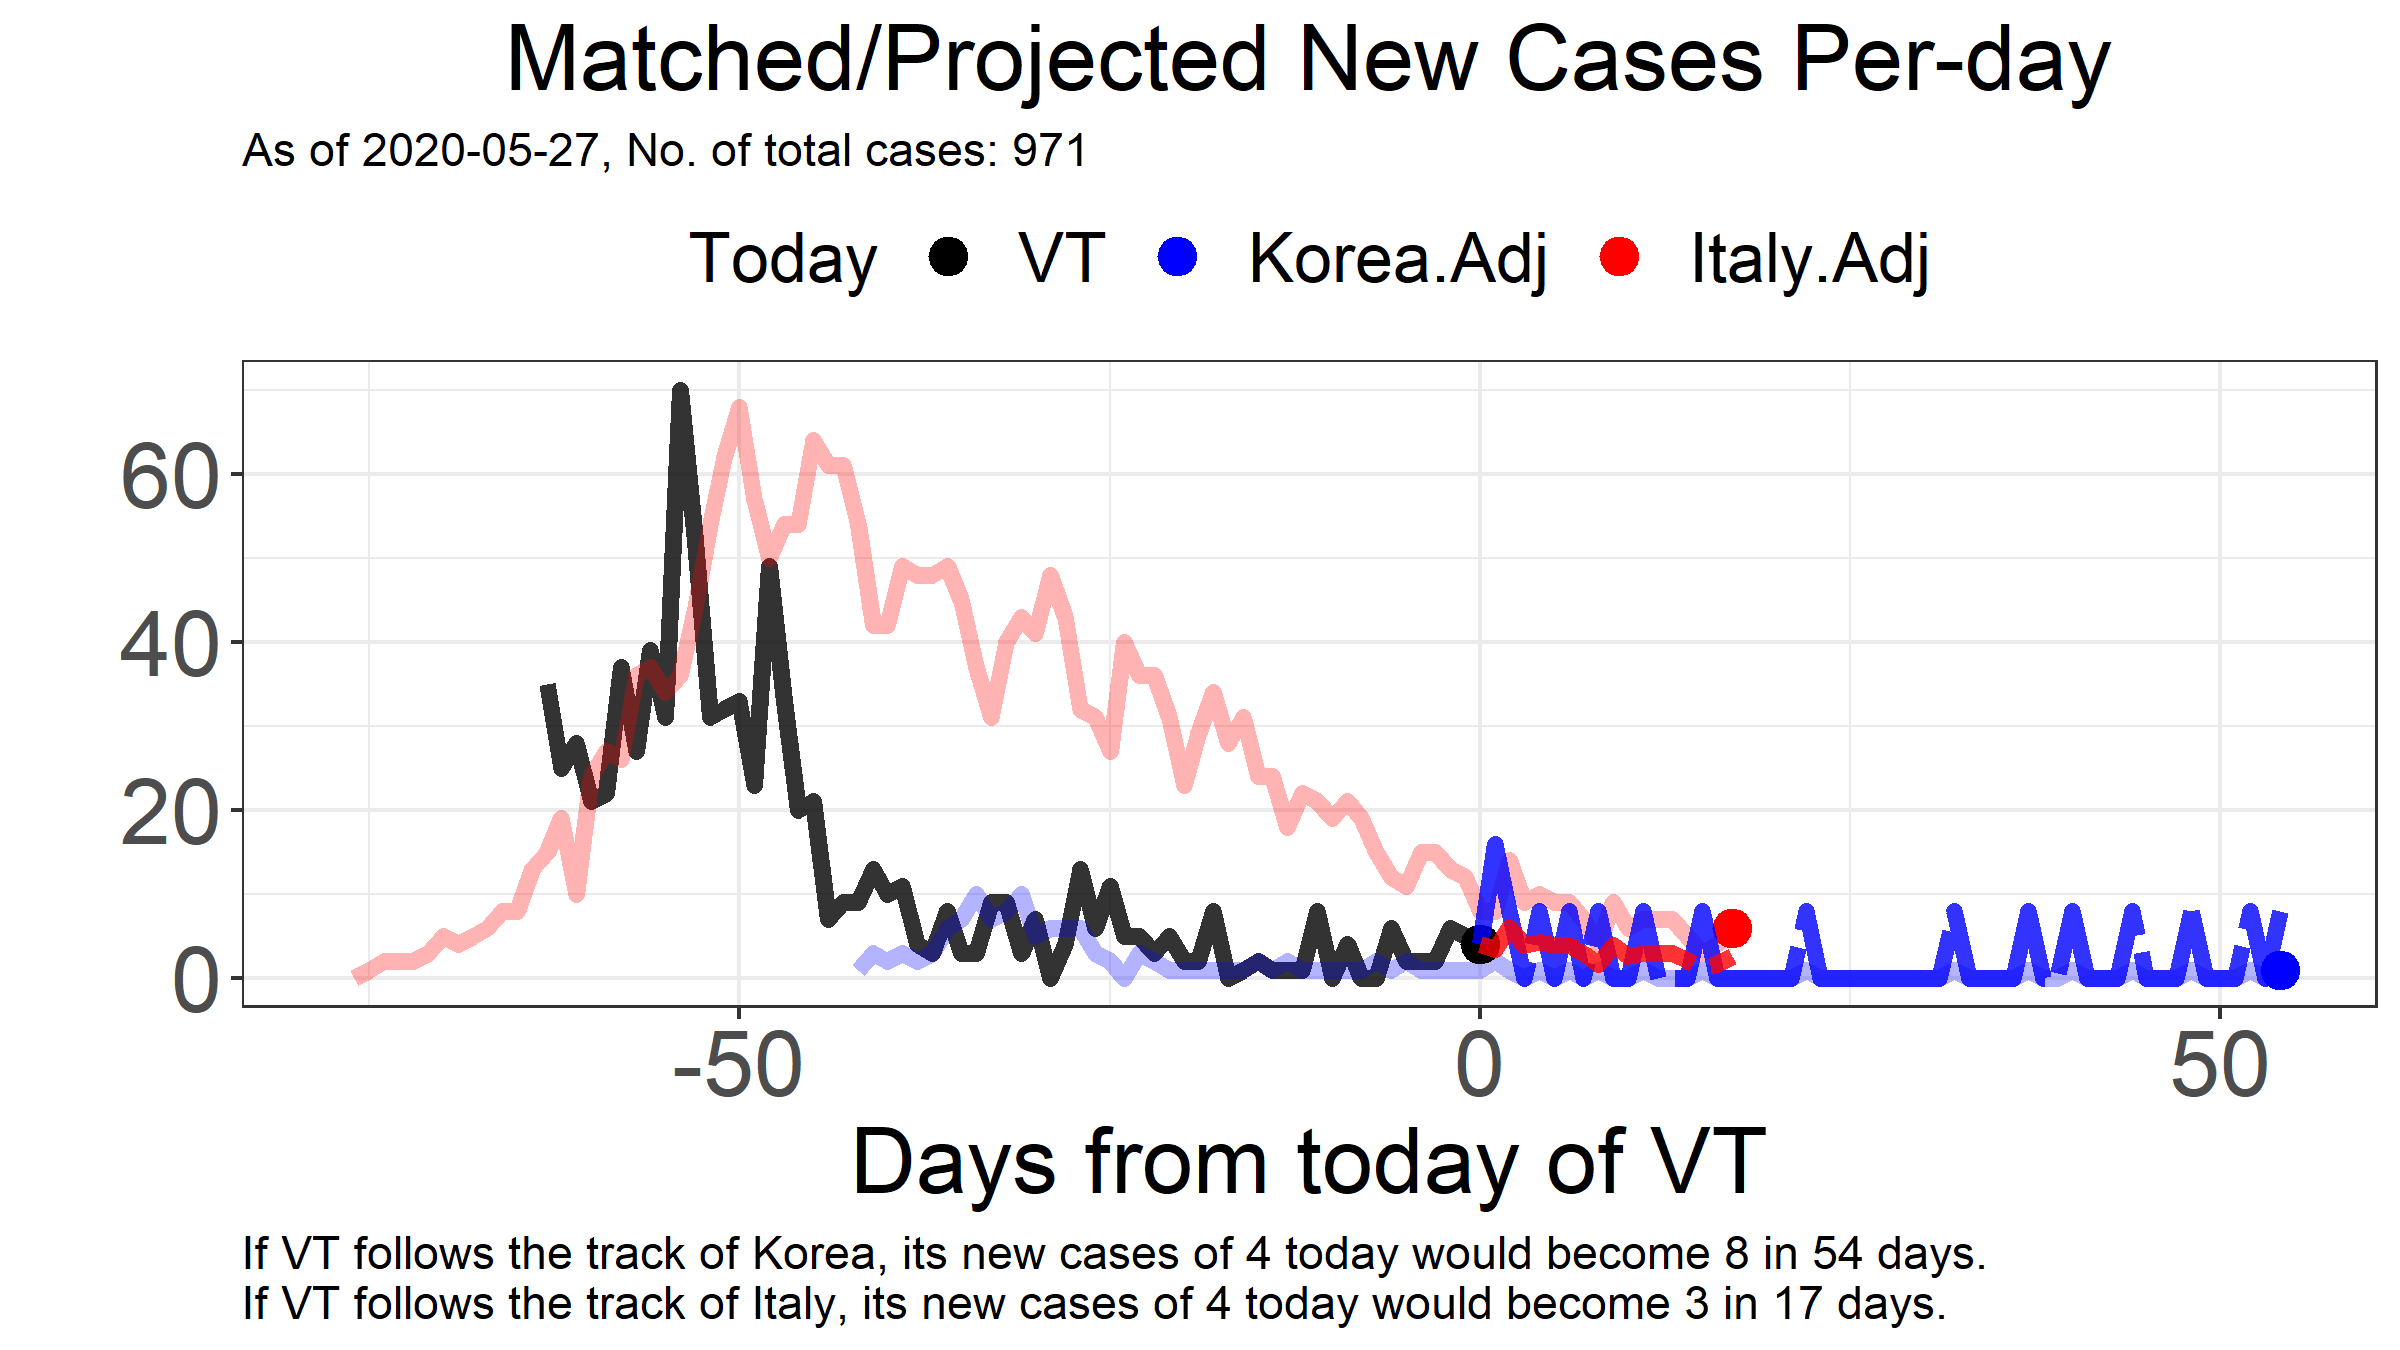 Matched/Projected New Cases Per-day
As of 2020-05-27, No. of total cases: 971
Today VT Korea.Adj Italy.Adj
60
40
20
0
-50 0 50
Days from today of VT
If VT follows the track of Korea, its new cases of 4 today would become 8 in 54 days.
If VT follows the track of Italy, its new cases of 4 today would become 3 in 17 days.